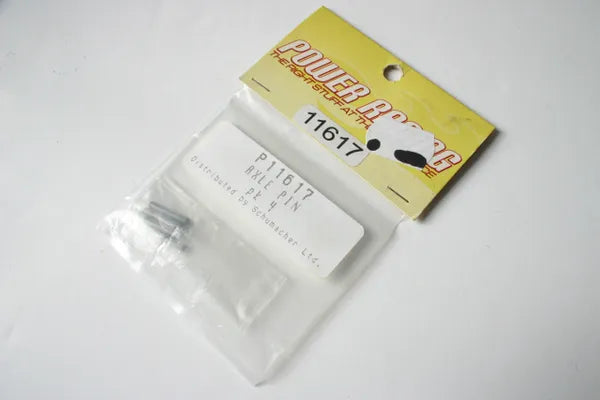 POWER RACING
THE RIGHT STUFF AT THE
11617
P11617
AXLE PIN
pk 4
Distributed by Schumacher Ltd.